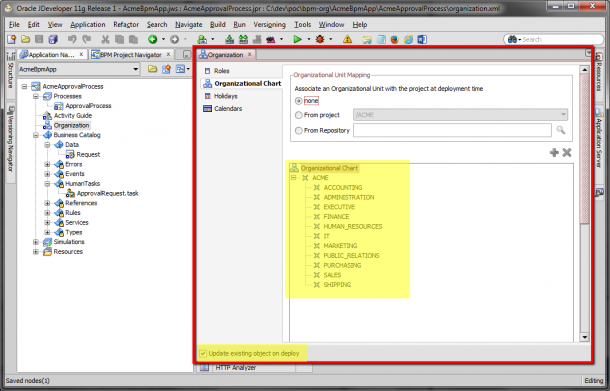 Oracle JDeveloper 11g Release 1 - AcmeBpmApp.jws : AcmeApprovalProcess.jpr : C:\dev\poc\bpm-org\AcmeBpmApp\AcmeApprovalProcess\organization.xml
File Edit View Application Refactor Search Navigate Build Run Versioning Tools Window Help
Search
Application Na...
BPM Project Navigator
AcmeBpmApp
AcmeApprovalProcess
Processes
ApprovalProcess
Activity Guide
Organization
Business Catalog
Data
Request
Errors
Events
HumanTasks
ApprovalRequest.task
References
Rules
Services
Types
Simulations
Resources
Structure
Versioning Navigator
Organization
Roles
Organizational Chart
Holidays
Calendars
Organizational Unit Mapping
Associate an Organizational Unit with the project at deployment time
none
From project
/ACME
From Repository
Organizational Chart
ACME
ACCOUNTING
ADMINISTRATION
EXECUTIVE
FINANCE
HUMAN_RESOURCES
IT
MARKETING
PUBLIC_RELATIONS
PURCHASING
SALES
SHIPPING
Update existing object on deploy
HTTP Analyzer
Resources
Application Server
Saved nodes(1)
Editing